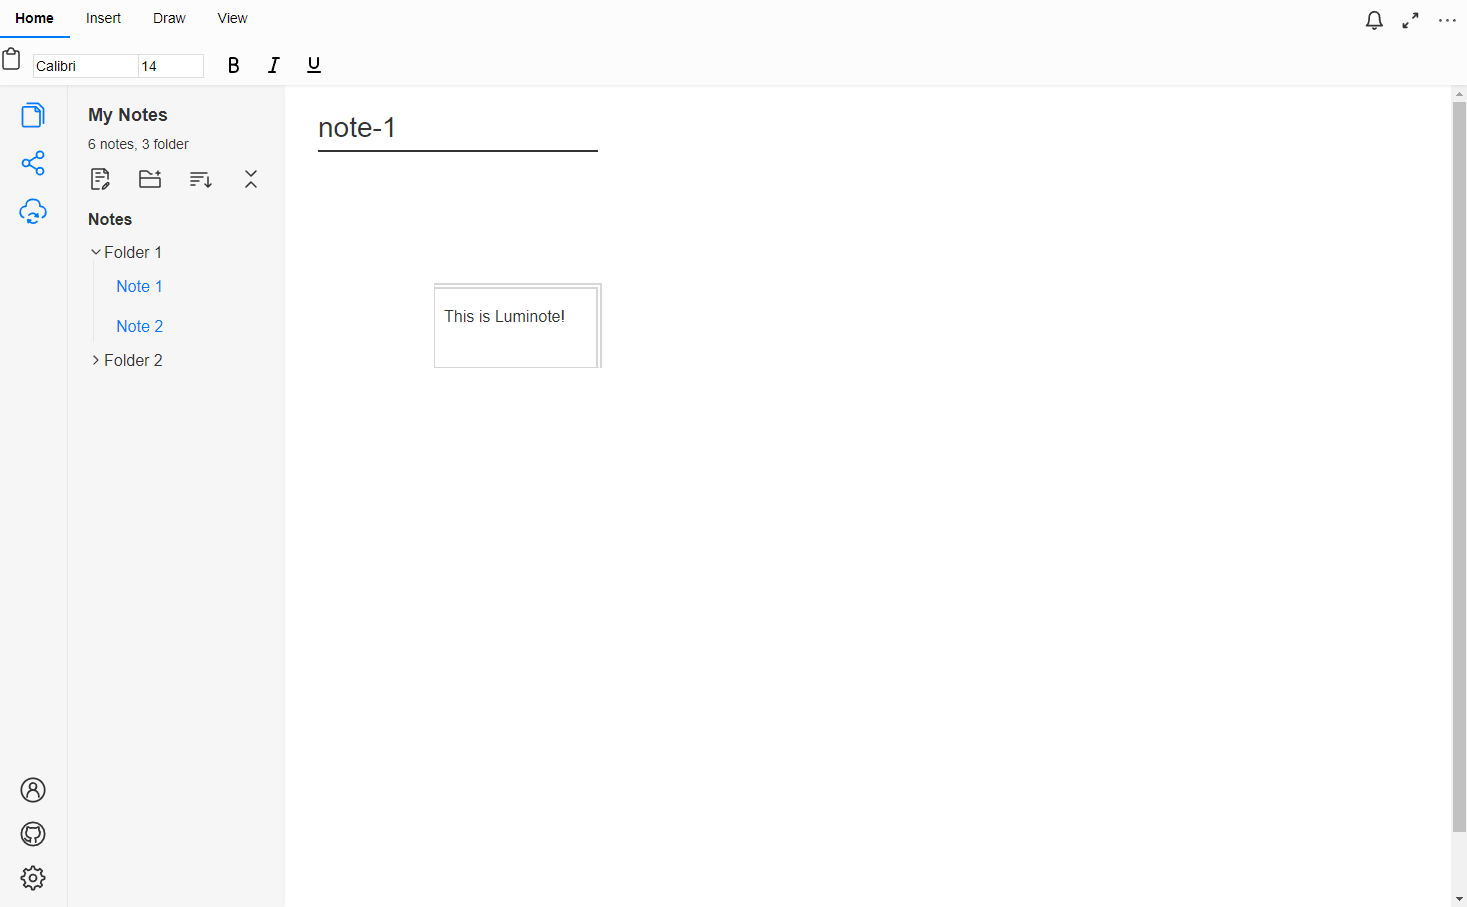 Home Insert Draw View
Calibri 14 B I U
My Notes
6 notes, 3 folder
Notes
Folder 1
Note 1
Note 2
Folder 2
note-1
This is Luminote!